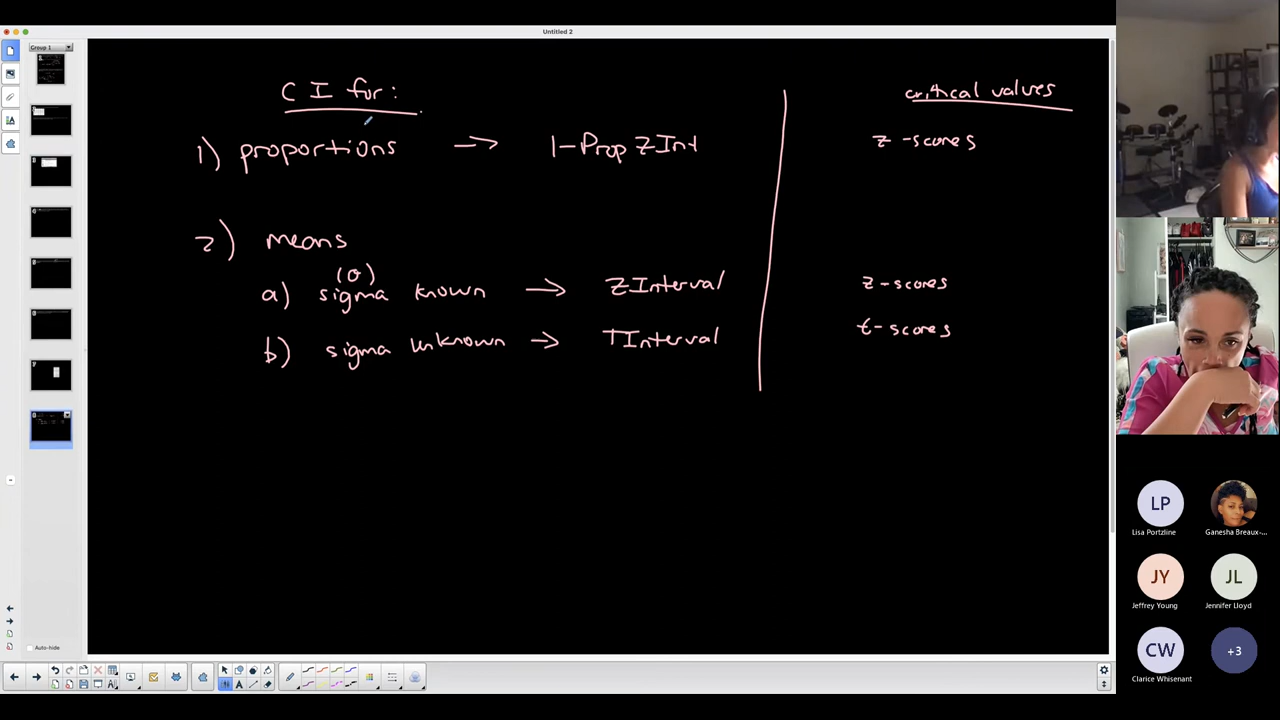 Untitled 2
Group 1
C I for:
critical values
1) proportions → 1-PropZInt
z-scores
2) means
(σ)
a) sigma known → ZInterval
z-scores
b) sigma unknown → TInterval
t-scores
Auto-hide
LP
Lisa Portzline
Ganesha Breaux-...
JY
Jeffrey Young
JL
Jennifer Lloyd
CW
Clarice Whisenant
+3